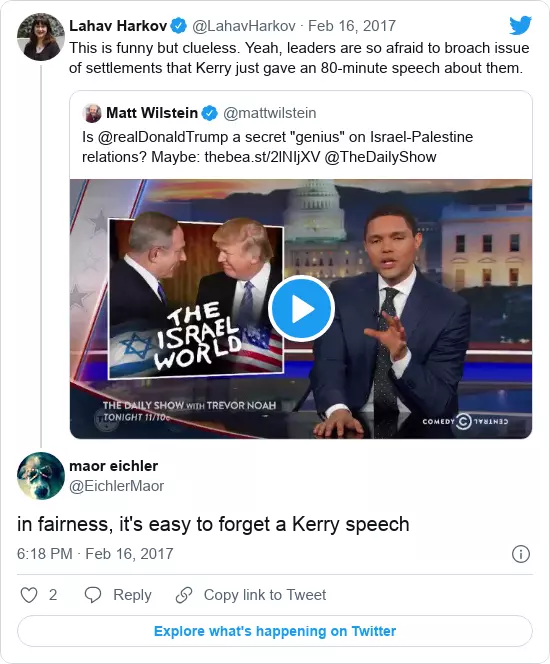 Lahav Harkov @LahavHarkov · Feb 16, 2017
This is funny but clueless. Yeah, leaders are so afraid to broach issue
of settlements that Kerry just gave an 80-minute speech about them.
Matt Wilstein @mattwilstein
Is @realDonaldTrump a secret "genius" on Israel-Palestine
relations? Maybe: thebea.st/2lNIjXV @TheDailyShow
THE
ISRAEL
WORLD
THE DAILY SHOW WITH TREVOR NOAH
TONIGHT 11/10c
COMEDY CENTRAL
maor eichler
@EichlerMaor
in fairness, it's easy to forget a Kerry speech
6:18 PM · Feb 16, 2017
2 Reply Copy link to Tweet
Explore what's happening on Twitter